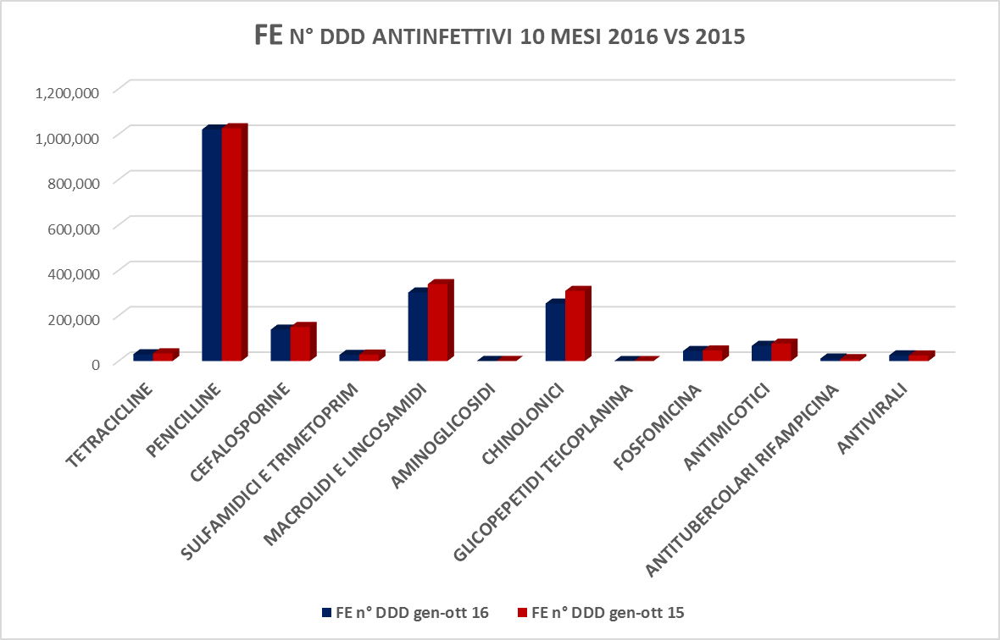 FE N° DDD ANTINFETTIVI 10 MESI 2016 VS 2015
1,200,000
1,000,000
800,000
600,000
400,000
200,000
0
TETRACICLINE
PENICILLINE
CEFALOSPORINE
SULFAMIDICI E TRIMETOPRIM
MACROLIDI E LINCOSAMIDI
AMINOGLICOSIDI
CHINOLONICI
GLICOPEPETIDI TEICOPLANINA
FOSFOMICINA
ANTIMICOTICI
ANTITUBERCOLARI RIFAMPICINA
ANTIVIRALI
FE n° DDD gen-ott 16
FE n° DDD gen-ott 15